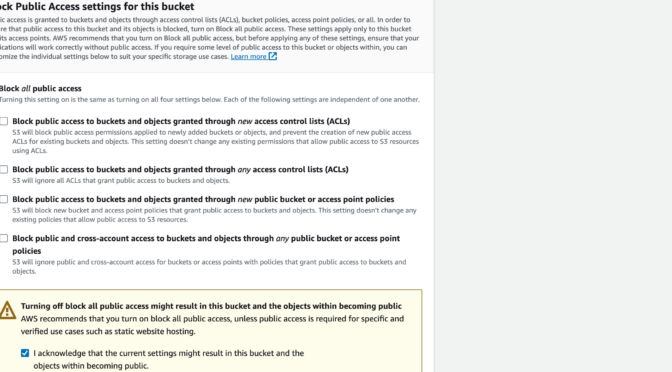 ck Public Access settings for this bucket
ic access is granted to buckets and objects through access control lists (ACLs), bucket policies, access point policies, or all. In order to
re that public access to this bucket and its objects is blocked, turn on Block all public access. These settings apply only to this bucket
its access points. AWS recommends that you turn on Block all public access, but before applying any of these settings, ensure that your
ications will work correctly without public access. If you require some level of public access to this bucket or objects within, you can
omize the individual settings below to suit your specific storage use cases. Learn more
Block all public access
Turning this setting on is the same as turning on all four settings below. Each of the following settings are independent of one another.
Block public access to buckets and objects granted through new access control lists (ACLs)
S3 will block public access permissions applied to newly added buckets or objects, and prevent the creation of new public access
ACLs for existing buckets and objects. This setting doesn't change any existing permissions that allow public access to S3 resources
using ACLs.
Block public access to buckets and objects granted through any access control lists (ACLs)
S3 will ignore all ACLs that grant public access to buckets and objects.
Block public access to buckets and objects granted through new public bucket or access point policies
S3 will block new bucket and access point policies that grant public access to buckets and objects. This setting doesn't change any
existing policies that allow public access to S3 resources.
Block public and cross-account access to buckets and objects through any public bucket or access point
policies
S3 will ignore public and cross-account access for buckets or access points with policies that grant public access to buckets and
objects.
Turning off block all public access might result in this bucket and the objects within becoming public
AWS recommends that you turn on block all public access, unless public access is required for specific and
verified use cases such as static website hosting.
I acknowledge that the current settings might result in this bucket and the
objects within becoming public.